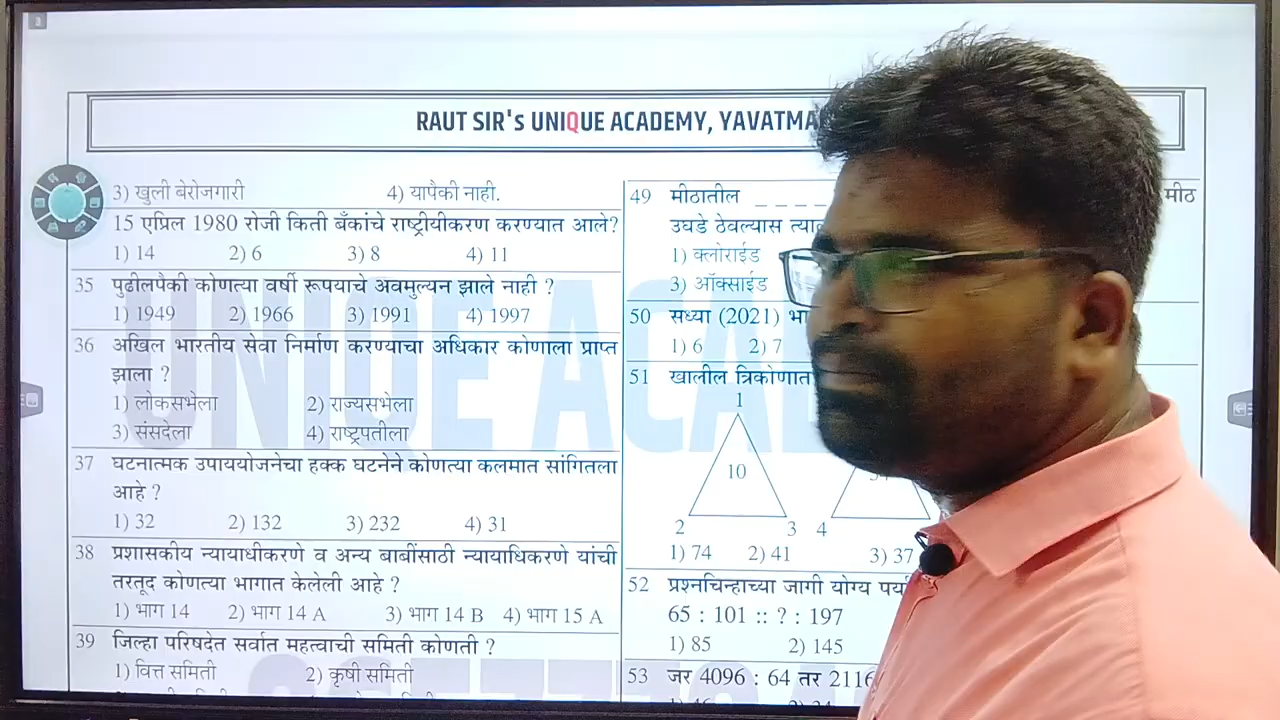 3
RAUT SIR's UNIQUE ACADEMY, YAVATMA
3) खुली बेरोजगारी 4) यापैकी नाही.
15 एप्रिल 1980 रोजी किती बँकांचे राष्ट्रीयीकरण करण्यात आले?
1) 14 2) 6 3) 8 4) 11
35 पुढीलपैकी कोणत्या वर्षी रूपयाचे अवमुल्यन झाले नाही ?
1) 1949 2) 1966 3) 1991 4) 1997
36 अखिल भारतीय सेवा निर्माण करण्याचा अधिकार कोणाला प्राप्त
झाला ?
1) लोकसभेला 2) राज्यसभेला
3) संसदेला 4) राष्ट्रपतीला
37 घटनात्मक उपाययोजनेचा हक्क घटनेने कोणत्या कलमात सांगितला
आहे ?
1) 32 2) 132 3) 232 4) 31
38 प्रशासकीय न्यायाधीकरणे व अन्य बाबींसाठी न्यायाधिकरणे यांची
तरतूद कोणत्या भागात केलेली आहे ?
1) भाग 14 2) भाग 14 A 3) भाग 14 B 4) भाग 15 A
39 जिल्हा परिषदेत सर्वात महत्वाची समिती कोणती ?
1) वित्त समिती 2) कृषी समिती
49 मीठातील _ _ _ _ मीठ
उघडे ठेवल्यास
1) क्लोराईड
3) ऑक्साईड
50 सध्या (2021)
1) 6 2) 7
51 खालील त्रिकोणात
1
10
2 3 4
1) 74 2) 41 3) 37
52 प्रश्नचिन्हाच्या जागी योग्य
65 : 101 :: ? : 197
1) 85 2) 145
53 जर 4096 : 64 तर 2116
UNIQE ACAD